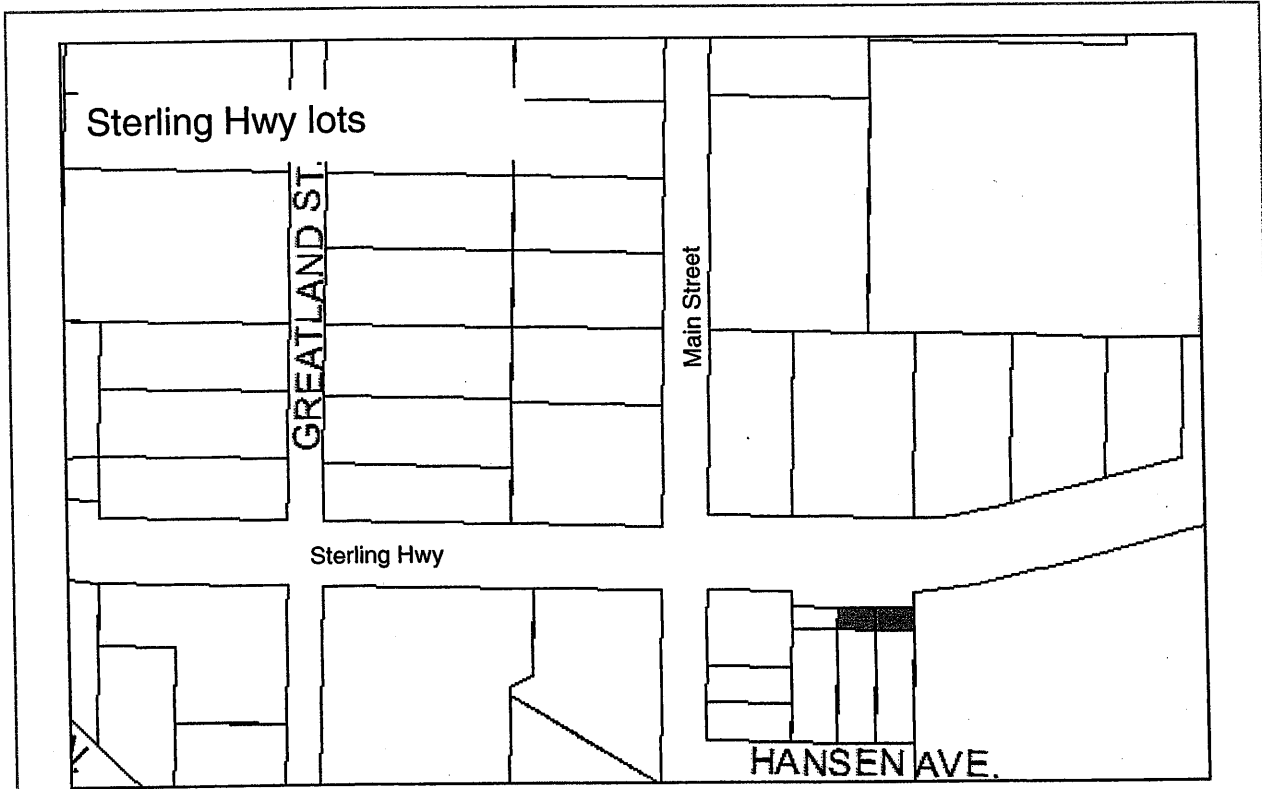 Sterling Hwy lots
GREATLAND ST.
Main Street
Sterling Hwy
HANSEN AVE.